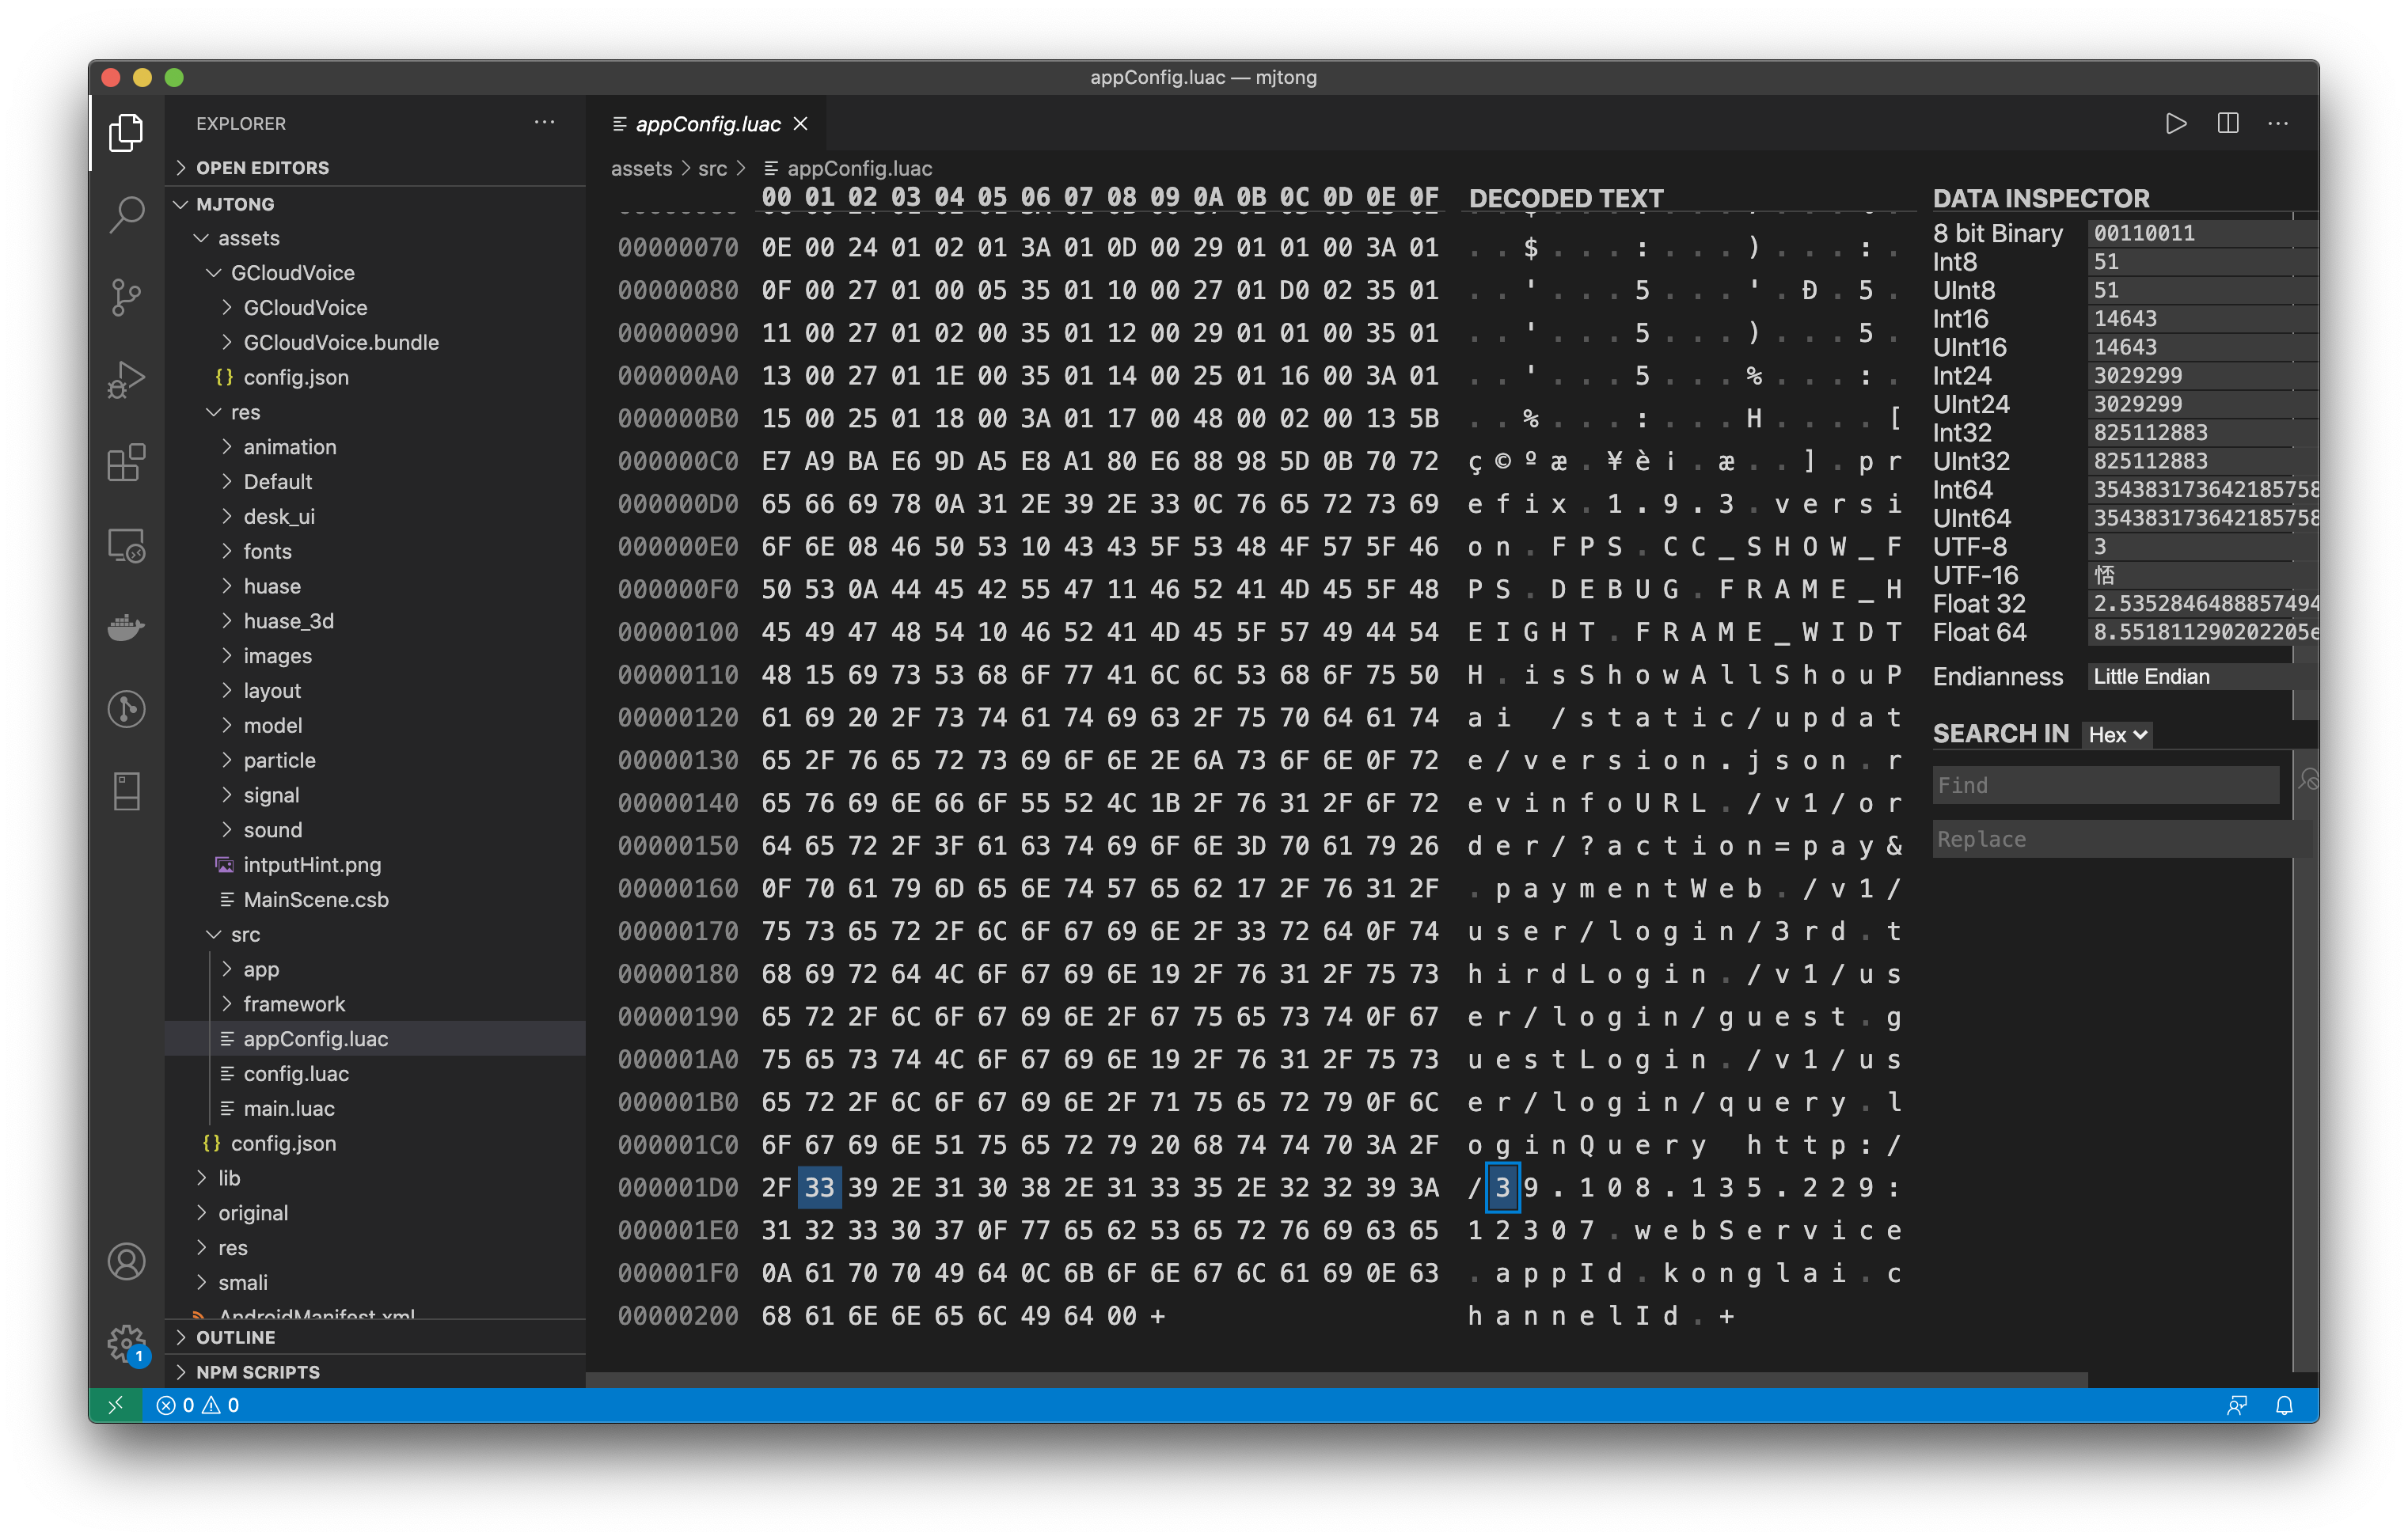 appConfig.luac — mjtong
EXPLORER
OPEN EDITORS
MJTONG
assets
GCloudVoice
GCloudVoice
GCloudVoice.bundle
{} config.json
res
animation
Default
desk_ui
fonts
huase
huase_3d
images
layout
model
particle
signal
sound
intputHint.png
MainScene.csb
src
app
framework
appConfig.luac
config.luac
main.luac
{} config.json
lib
original
res
smali
AndroidManifest.xml
OUTLINE
NPM SCRIPTS
1
0 0
appConfig.luac
assets > src > appConfig.luac
00 01 02 03 04 05 06 07 08 09 0A 0B 0C 0D 0E 0F DECODED TEXT
00000070 0E 00 24 01 02 01 3A 01 0D 00 29 01 01 00 3A 01 . . $ . . . : . . . ) . . . : .
00000080 0F 00 27 01 00 05 35 01 10 00 27 01 D0 02 35 01 . . ' . . . 5 . . . ' . Ð . 5 .
00000090 11 00 27 01 02 00 35 01 12 00 29 01 01 00 35 01 . . ' . . . 5 . . . ) . . . 5 .
000000A0 13 00 27 01 1E 00 35 01 14 00 25 01 16 00 3A 01 . . ' . . . 5 . . . % . . . : .
000000B0 15 00 25 01 18 00 3A 01 17 00 48 00 02 00 13 5B . . % . . . : . . . H . . . . [
000000C0 E7 A9 BA E6 9D A5 E8 A1 80 E6 88 98 5D 0B 70 72 ç © º æ . ¥ è ¡ . æ . . ] . p r
000000D0 65 66 69 78 0A 31 2E 39 2E 33 0C 76 65 72 73 69 e f i x . 1 . 9 . 3 . v e r s i
000000E0 6F 6E 08 46 50 53 10 43 43 5F 53 48 4F 57 5F 46 o n . F P S . C C _ S H O W _ F
000000F0 50 53 0A 44 45 42 55 47 11 46 52 41 4D 45 5F 48 P S . D E B U G . F R A M E _ H
00000100 45 49 47 48 54 10 46 52 41 4D 45 5F 57 49 44 54 E I G H T . F R A M E _ W I D T
00000110 48 15 69 73 53 68 6F 77 41 6C 6C 53 68 6F 75 50 H . i s S h o w A l l S h o u P
00000120 61 69 20 2F 73 74 61 74 69 63 2F 75 70 64 61 74 a i / s t a t i c / u p d a t
00000130 65 2F 76 65 72 73 69 6F 6E 2E 6A 73 6F 6E 0F 72 e / v e r s i o n . j s o n . r
00000140 65 76 69 6E 66 6F 55 52 4C 1B 2F 76 31 2F 6F 72 e v i n f o U R L . / v 1 / o r
00000150 64 65 72 2F 3F 61 63 74 69 6F 6E 3D 70 61 79 26 d e r / ? a c t i o n = p a y &
00000160 0F 70 61 79 6D 65 6E 74 57 65 62 17 2F 76 31 2F . p a y m e n t W e b . / v 1 /
00000170 75 73 65 72 2F 6C 6F 67 69 6E 2F 33 72 64 0F 74 u s e r / l o g i n / 3 r d . t
00000180 68 69 72 64 4C 6F 67 69 6E 19 2F 76 31 2F 75 73 h i r d L o g i n . / v 1 / u s
00000190 65 72 2F 6C 6F 67 69 6E 2F 67 75 65 73 74 0F 67 e r / l o g i n / g u e s t . g
000001A0 75 65 73 74 4C 6F 67 69 6E 19 2F 76 31 2F 75 73 u e s t L o g i n . / v 1 / u s
000001B0 65 72 2F 6C 6F 67 69 6E 2F 71 75 65 72 79 0F 6C e r / l o g i n / q u e r y . l
000001C0 6F 67 69 6E 51 75 65 72 79 20 68 74 74 70 3A 2F o g i n Q u e r y h t t p : /
000001D0 2F 33 39 2E 31 30 38 2E 31 33 35 2E 32 32 39 3A / 3 9 . 1 0 8 . 1 3 5 . 2 2 9 :
000001E0 31 32 33 30 37 0F 77 65 62 53 65 72 76 69 63 65 1 2 3 0 7 . w e b S e r v i c e
000001F0 0A 61 70 70 49 64 0C 6B 6F 6E 67 6C 61 69 0E 63 . a p p I d . k o n g l a i . c
00000200 68 61 6E 6E 65 6C 49 64 00 + h a n n e l I d . +
DATA INSPECTOR
8 bit Binary 00110011
Int8 51
UInt8 51
Int16 14643
UInt16 14643
Int24 3029299
UInt24 3029299
Int32 825112883
UInt32 825112883
Int64 354383173642185758
UInt64 354383173642185758
UTF-8 3
UTF-16 㤳
Float 32 2.5352846488857494
Float 64 8.551811290202205e
Endianness Little Endian
SEARCH IN Hex
Find
Replace